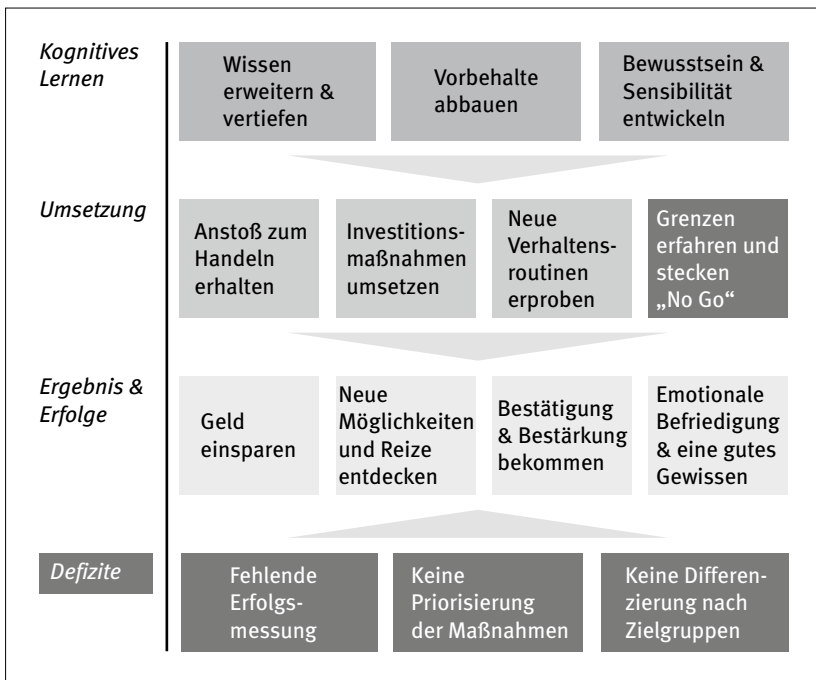 Kognitives
Lernen
Wissen
erweitern &
vertiefen
Vorbehalte
abbauen
Bewusstsein &
Sensibilität
entwickeln
Umsetzung
Anstoß zum
Handeln
erhalten
Investitions-
maßnahmen
umsetzen
Neue
Verhaltens-
routinen
erproben
Grenzen
erfahren und
stecken
„No Go“
Ergebnis &
Erfolge
Geld
einsparen
Neue
Möglichkeiten
und Reize
entdecken
Bestätigung
& Bestärkung
bekommen
Emotionale
Befriedigung
& eine gutes
Gewissen
Defizite
Fehlende
Erfolgs-
messung
Keine
Priorisierung
der Maßnahmen
Keine Differen-
zierung nach
Zielgruppen